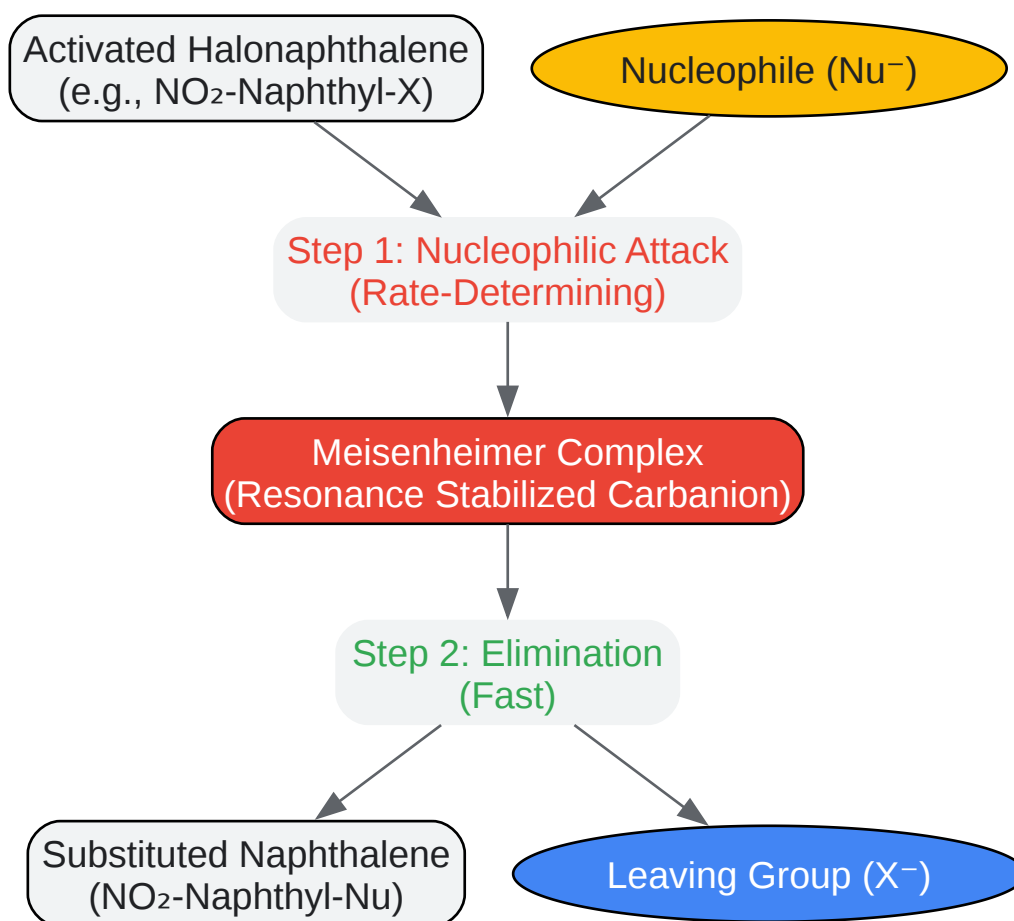 Activated Halonaphthalene
(e.g., NO₂-Naphthyl-X)
Nucleophile (Nu⁻)
Step 1: Nucleophilic Attack
(Rate-Determining)
Meisenheimer Complex
(Resonance Stabilized Carbanion)
Step 2: Elimination
(Fast)
Substituted Naphthalene
(NO₂-Naphthyl-Nu)
Leaving Group (X⁻)